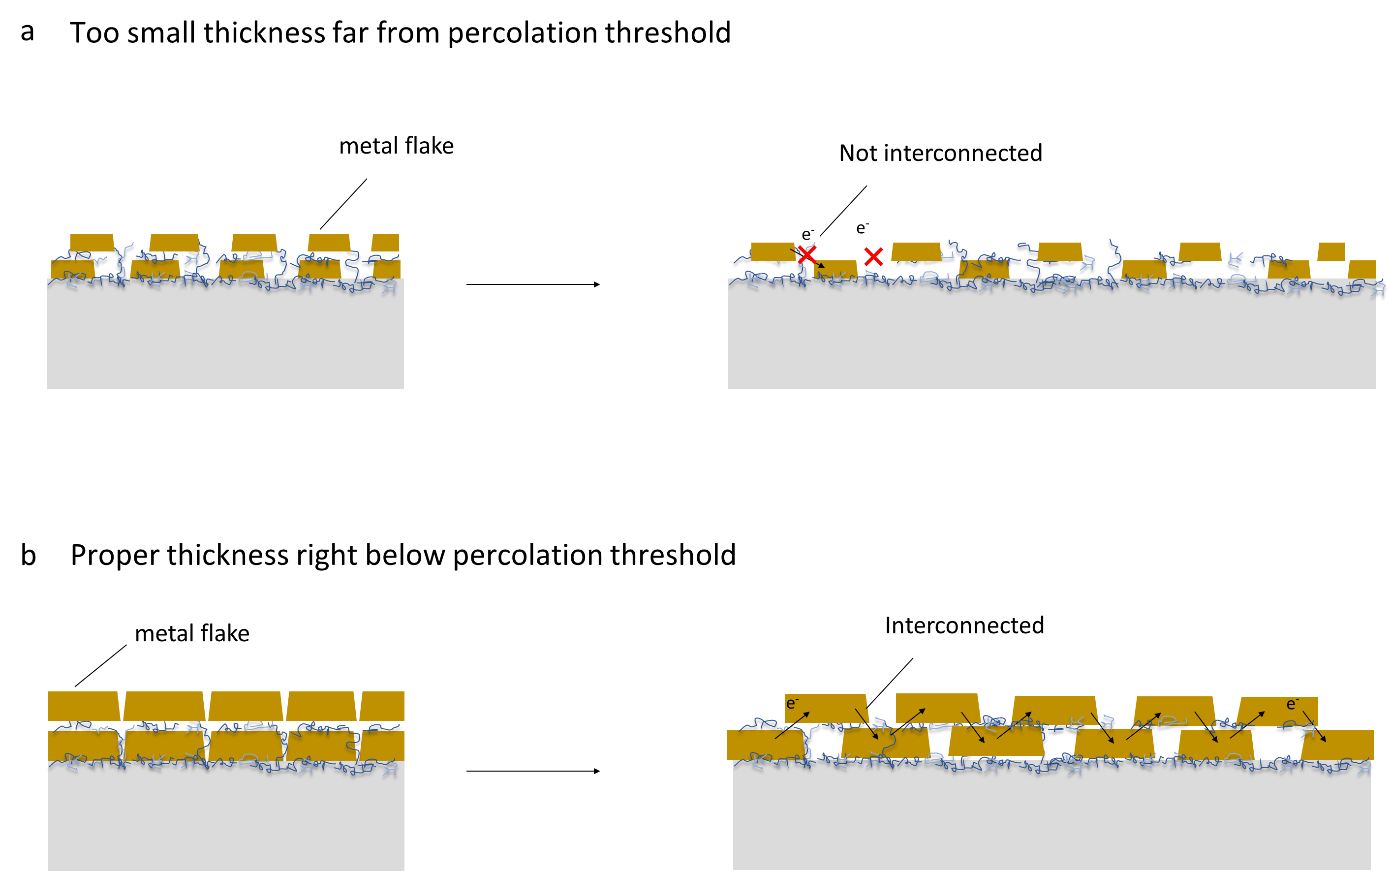 a Too small thickness far from percolation threshold
metal flake
Not interconnected
e-
e-
b Proper thickness right below percolation threshold
metal flake
Interconnected
e-
e-